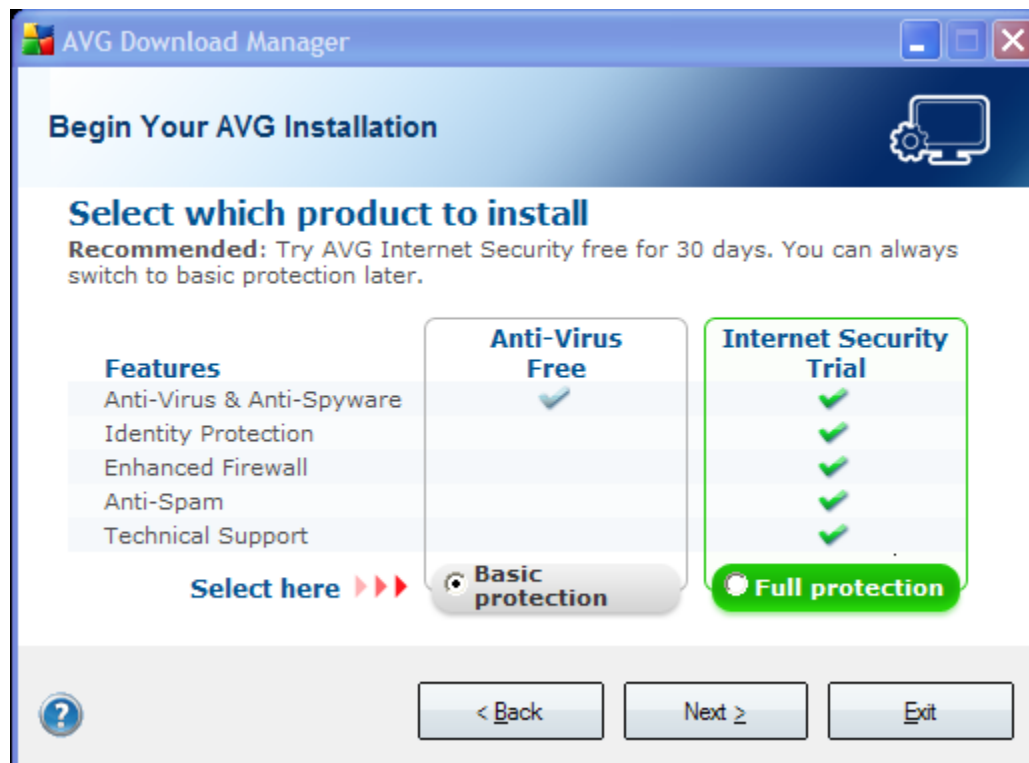 AVG Download Manager
Begin Your AVG Installation
Select which product to install
Recommended: Try AVG Internet Security free for 30 days. You can always
switch to basic protection later.
Features
Anti-Virus
Free
Internet Security
Trial
Anti-Virus & Anti-Spyware
Identity Protection
Enhanced Firewall
Anti-Spam
Technical Support
Select here
Basic
protection
Full protection
< Back
Next >
Exit